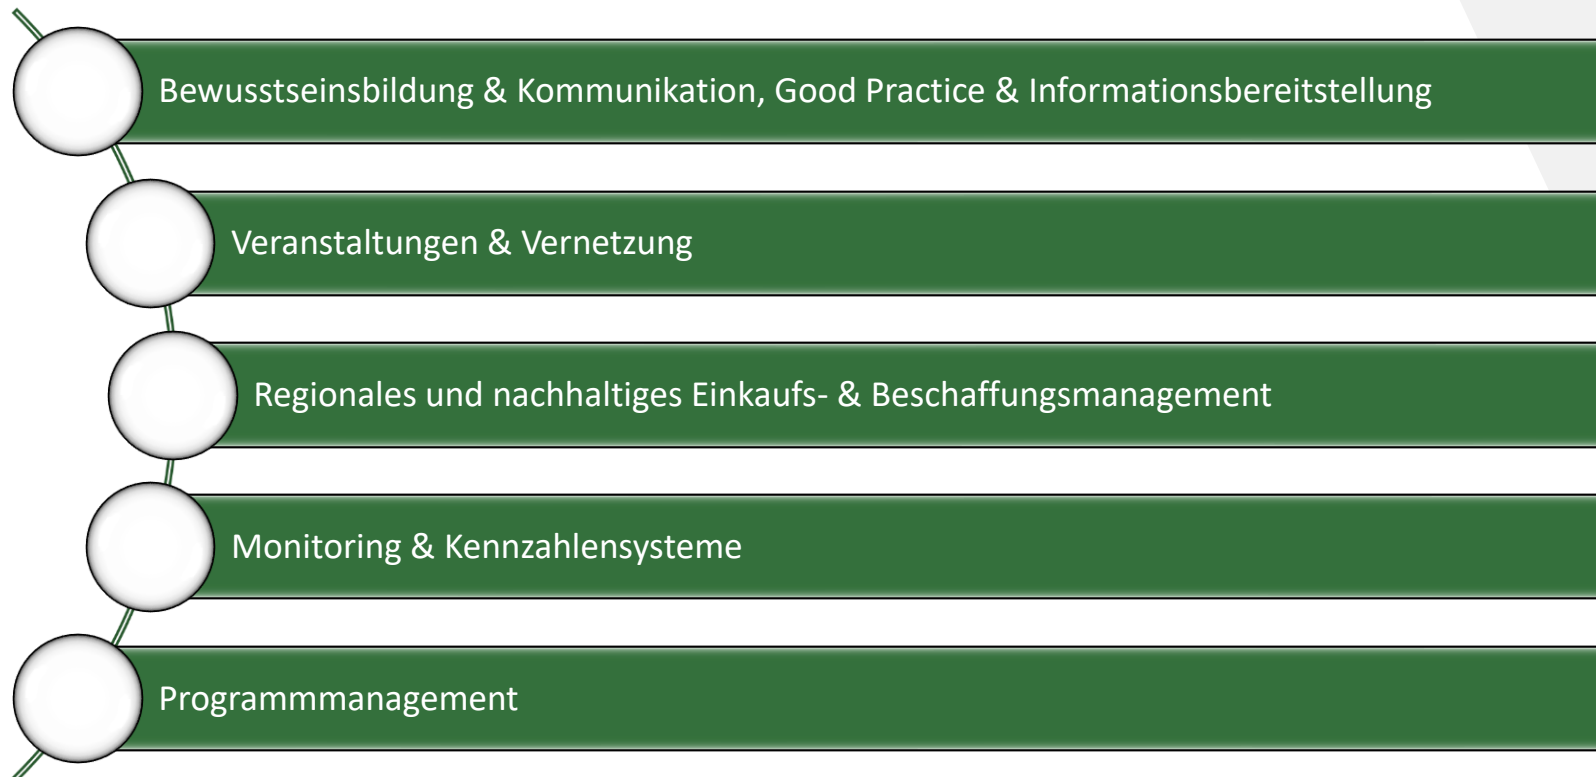 Bewusstseinsbildung & Kommunikation, Good Practice & Informationsbereitstellung
Veranstaltungen & Vernetzung
Regionales und nachhaltiges Einkaufs- & Beschaffungsmanagement
Monitoring & Kennzahlensysteme
Programmmanagement